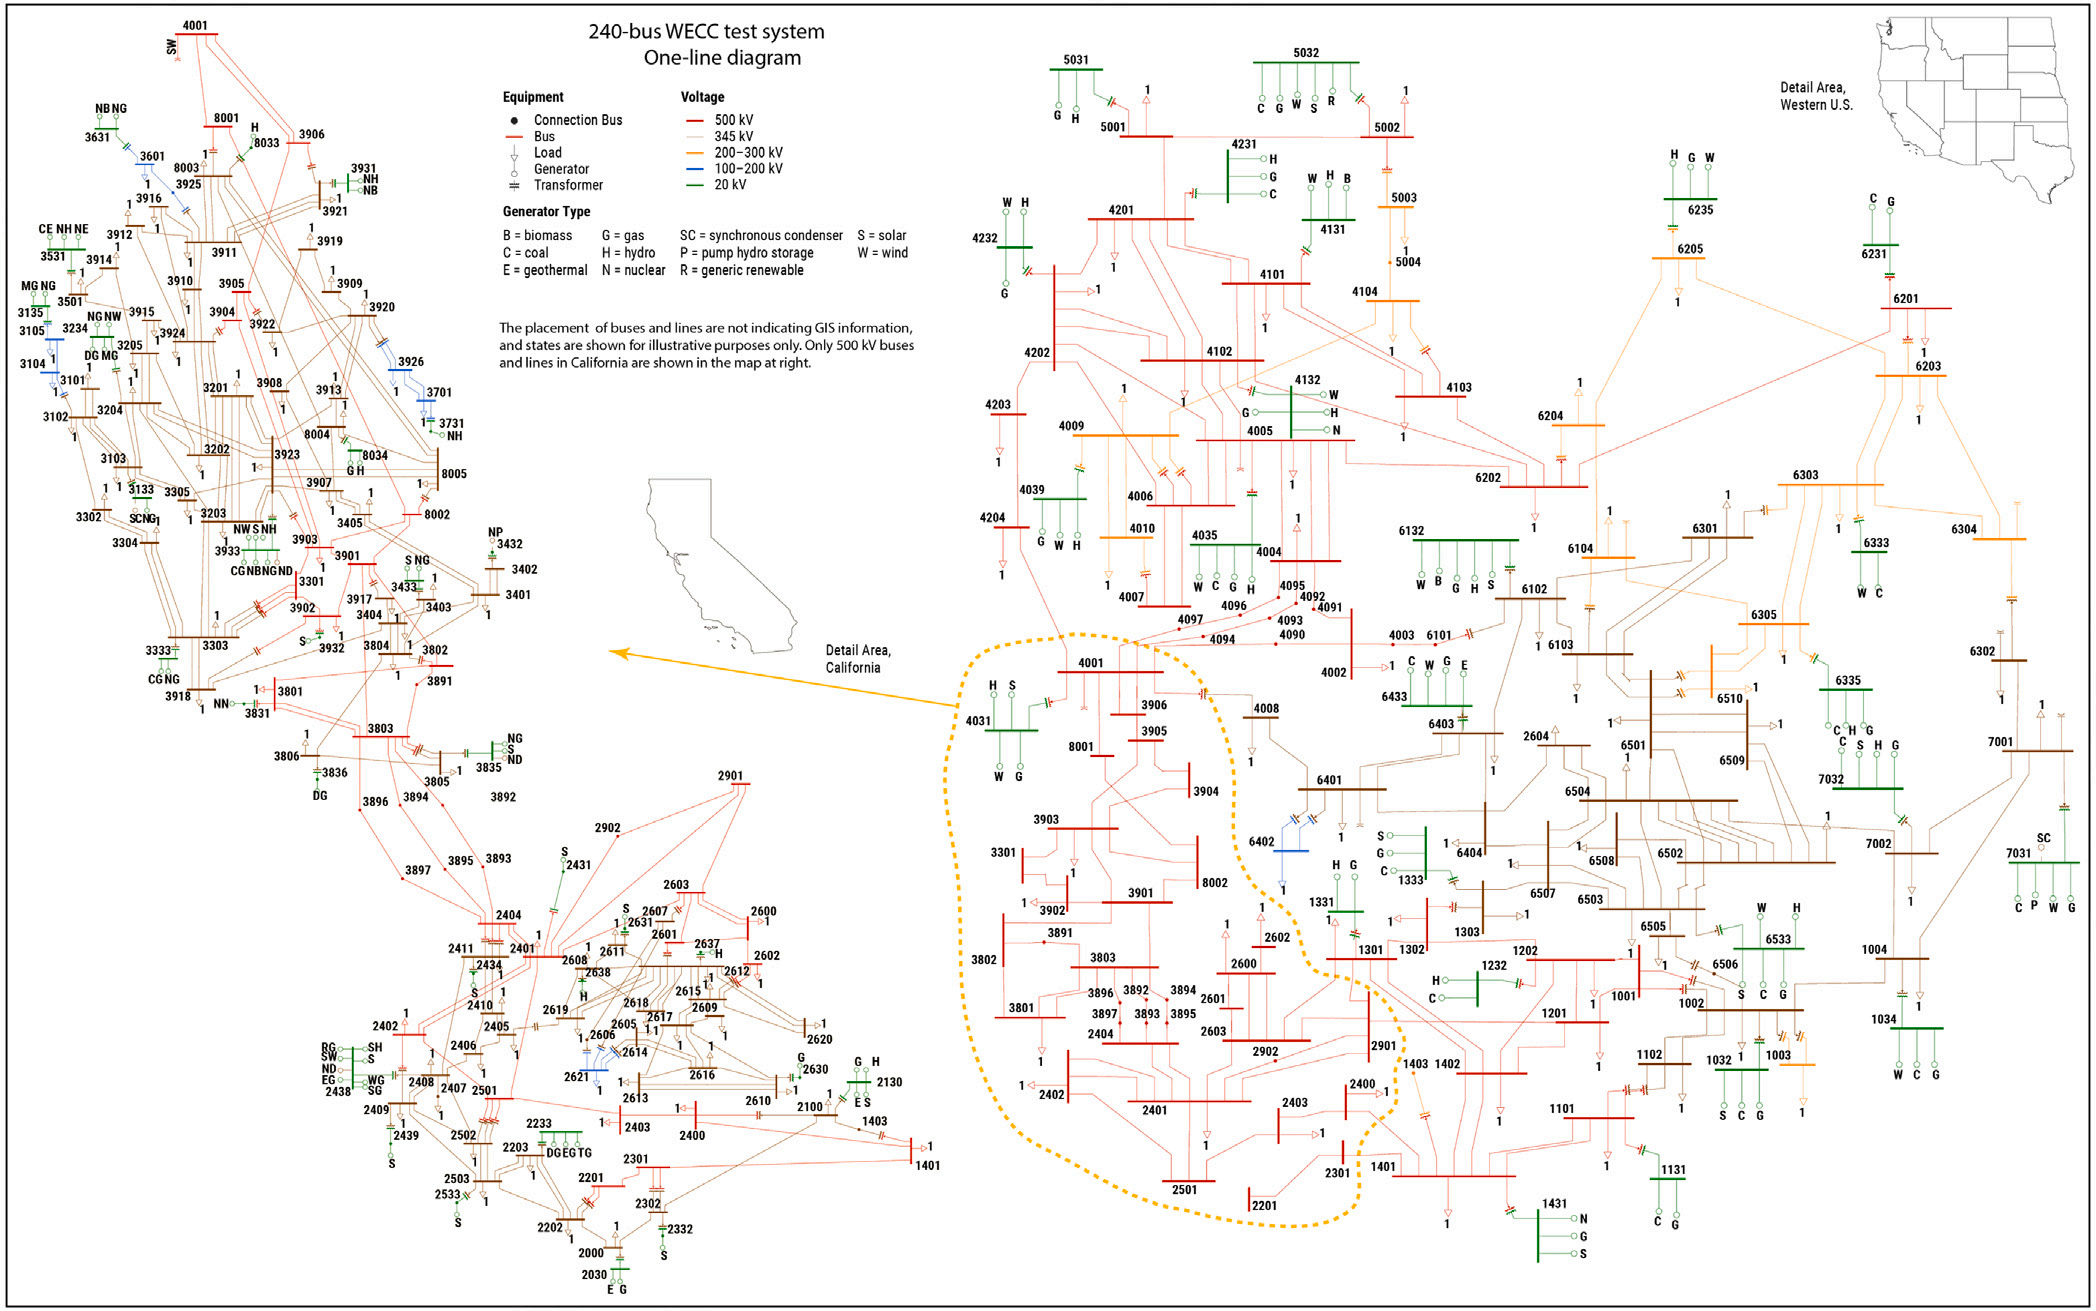 240-bus WECC test system
One-line diagram
Equipment
Connection Bus
Bus
Load
Generator
Transformer
Voltage
500 kV
345 kV
200–300 kV
100–200 kV
20 kV
Generator Type
B = biomass G = gas SC = synchronous condenser S = solar
C = coal H = hydro P = pump hydro storage W = wind
E = geothermal N = nuclear R = generic renewable
The placement of buses and lines are not indicating GIS information,
and states are shown for illustrative purposes only. Only 500 kV buses
and lines in California are shown in the map at right.
Detail Area,
Western U.S.
Detail Area,
California
4001
SW
NB NG
3631
8001
H
8033
3906
3601
1
8003
3925
3931
NH
NB
3921
3916
3912
3911
3919
CE NH NE
3531
3914
3501
3910
3905
3909
3920
MG NG
3135
3105
3234
NG NW
3915
3904
3924
3922
DG MG
3205
3926
3104
3101
3201
3908
3913
3701
3102
3204
8004
3731
NH
3202
3923
8034
G H
8005
3103
3133
SCNG
3305
3907
3302
3203
3405
8002
NW S NH
3304
3933
CGNBNGND
3903
3901
NP
3432
3301
S NG
3433
3402
3902
3917
3403
3401
3404
3303
S
3932
3804
3802
3333
CG NG
3891
3918
NN
3831
3801
3803
3806
3836
DG
3805
NG
S
ND
3835
3892
3896
3894
2901
2902
3897
3895
3893
S
2431
2603
2404
S
2631
2607
2600
2411
2401
2608
2611
2601
2637
H
2602
2434
S
2638
H
2612
2410
2619
2618
2615
2609
2402
2405
2606
2605
2617
2620
RG
SW
ND
EG
SH
S
WG
SG
2438
2406
2614
2408
2407
2621
2616
G
2630
G H
2130
E S
2501
2613
2610
2409
2100
1403
2439
S
2502
2233
DGEGTG
2403
2400
1401
2203
2301
2503
2533
S
2201
2302
2202
2332
S
2000
2030
E G
5031
G H
5001
5032
C G W S R
5002
4231
H
G
C
W H B
4131
5003
W H
4232
G
4201
5004
4101
4104
4202
4102
4103
4203
4132
W
H
N
G
4009
4005
4039
G W H
4006
6202
4204
4010
4035
W C G H
4004
4007
4095
4096
4092
4091
4097
4093
4094
4090
4003
6101
4002
H G W
6235
6205
C G
6231
6201
6203
6204
6303
6132
W B G H S
6301
6304
6104
6333
W C
6102
6305
6103
6302
C W G E
6433
6510
6335
C H G
4001
H S
4031
W G
3906
4008
6403
2604
6501
C S H G
7001
3905
8001
6509
7032
3904
6401
6504
3903
6402
S
G
C
1333
6404
6508
6502
7002
SC
7031
C P W G
3301
8002
H G
1331
6507
3902
3901
6503
6505
W H
6533
S C G
3891
3802
2602
1303
1302
1301
1202
6506
1004
3803
2600
H
C
1232
1001
3896
3892
3894
2601
1002
3897
3893
3895
1201
1034
W C G
3801
2404
2603
2901
1102
1003
2902
1403
1402
1032
S C G
2402
2401
2400
2403
1101
2301
1401
1131
C G
2501
2201
1431
N
G
S